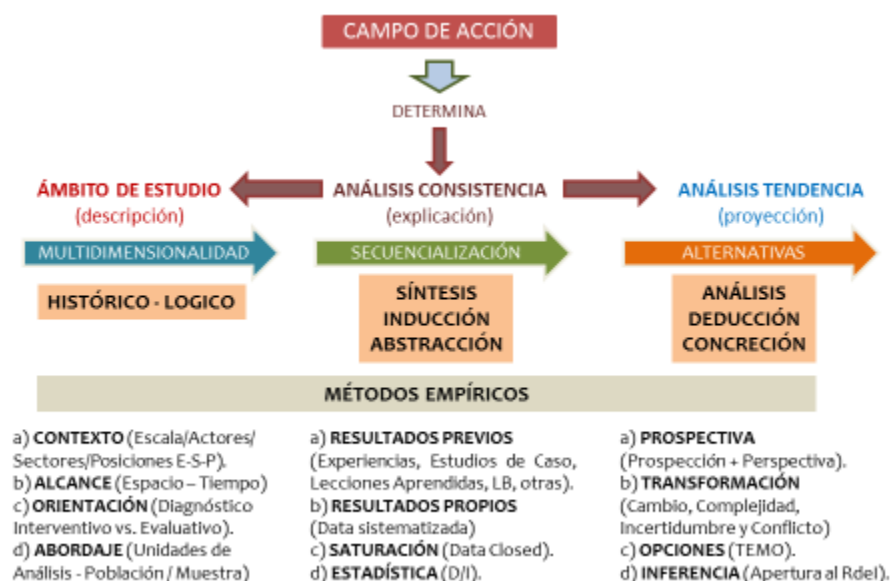 CAMPO DE ACCIÓN
DETERMINA
ÁMBITO DE ESTUDIO
(descripción)
ANÁLISIS CONSISTENCIA
(explicación)
ANÁLISIS TENDENCIA
(proyección)
MULTIDIMENSIONALIDAD
SECUENCIALIZACIÓN
ALTERNATIVAS
HISTÓRICO - LOGICO
SÍNTESIS
INDUCCIÓN
ABSTRACCIÓN
ANÁLISIS
DEDUCCIÓN
CONCRECIÓN
MÉTODOS EMPÍRICOS
a) CONTEXTO (Escala/Actores/
Sectores/Posiciones E-S-P).
b) ALCANCE (Espacio – Tiempo)
c) ORIENTACIÓN (Diagnóstico
Interventivo vs. Evaluativo).
d) ABORDAJE (Unidades de
Análisis - Población / Muestra)
a) RESULTADOS PREVIOS
(Experiencias, Estudios de Caso,
Lecciones Aprendidas, LB, otras).
b) RESULTADOS PROPIOS
(Data sistematizada)
c) SATURACIÓN (Data Closed).
d) ESTADÍSTICA (D/I).
a) PROSPECTIVA
(Prospección + Perspectiva).
b) TRANSFORMACIÓN
(Cambio, Complejidad,
Incertidumbre y Conflicto)
c) OPCIONES (TEMO).
d) INFERENCIA (Apertura al RdeI).